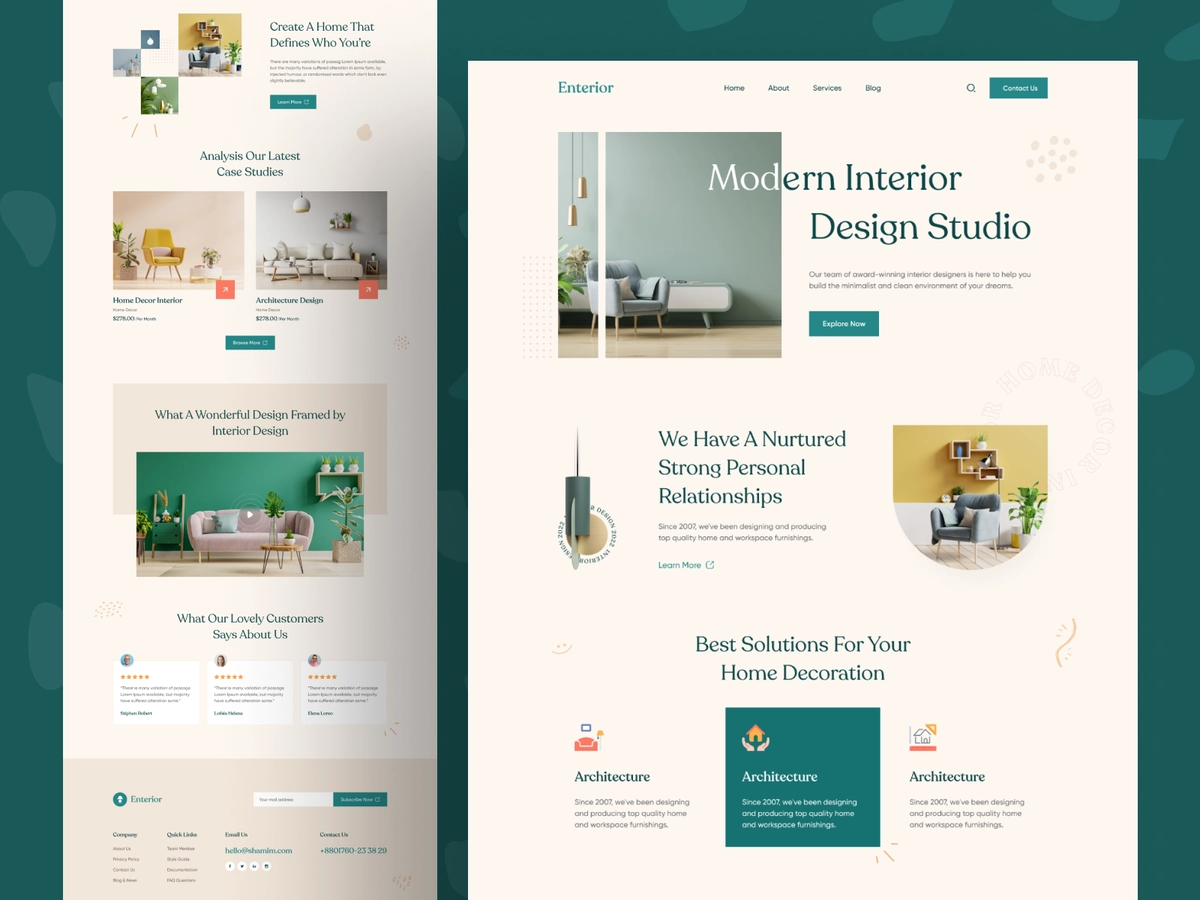 Create A Home That
Defines Who You're
There are many variations of passag Lorem Ipsum available,
but the majority have suffered alteration in some form, by
injected humour, or randomised words which don't look even
slightly believable.
Learn More
Analysis Our Latest
Case Studies
Home Decor Interior
Home Decor
$278.00 /Per Month
Architecture Design
Home Decor
$278.00 /Per Month
Browse More
What A Wonderful Design Framed by
Interior Design
What Our Lovely Customers
Says About Us
"There is many variation of passage
Lorem Ipsum available, but majority
have suffered alteration some."
Stiphen Robert
"There is many variation of passage
Lorem Ipsum available, but majority
have suffered alteration some."
"There is many variation of passage
Lorem Ipsum available, but majority
have suffered alteration some."
Enterior
Your mail address
Subscribe Now
Company
About Us
Privacy Policy
Contact Us
Blog & News
Quick Links
Team Member
Style Guide
Documentation
Email Us
hello@shamim.com
Contact Us
+8801760-23 38 29
Enterior
Home
About
Services
Blog
Contact Us
Modern Interior
Design Studio
Our team of award-winning interior designers is here to help you
build the minimalist and clean environment of your dreams.
Explore Now
We Have A Nurtured
Strong Personal
Relationships
Since 2007, we've been designing and producing
top quality home and workspace furnishings.
Learn More
DESIGN 2022 INTERIOR
HOME DECOR
Best Solutions For Your
Home Decoration
Architecture
Since 2007, we've been designing
and producing top quality home
and workspace furnishings.
Architecture
Since 2007, we've been designing
and producing top quality home
and workspace furnishings.
Architecture
Since 2007, we've been designing
and producing top quality home
and workspace furnishings.